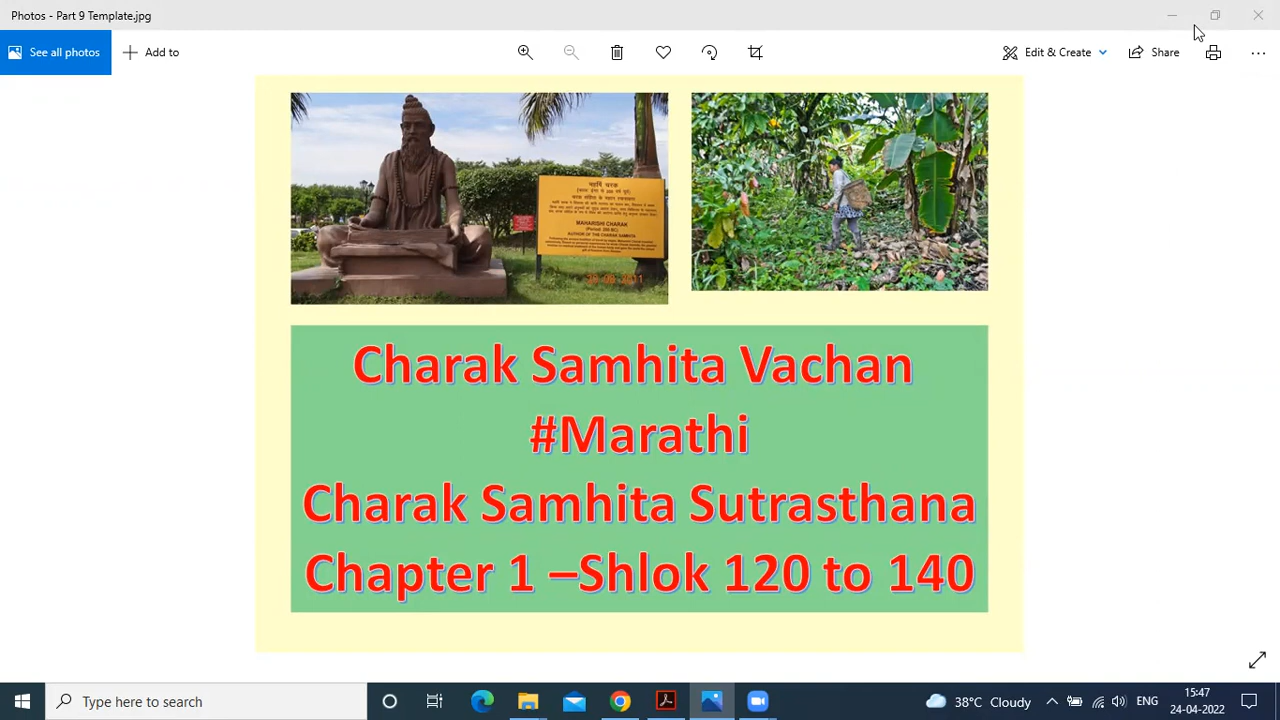 Photos - Part 9 Template.jpg
See all photos
Add to
Edit & Create
Share
महर्षि चरक
MAHARISHI CHARAK
AUTHOR OF THE CHARAK SAMHITA
Charak Samhita Vachan
#Marathi
Charak Samhita Sutrasthana
Chapter 1 –Shlok 120 to 140
Type here to search
38°C Cloudy
ENG
15:47
24-04-2022